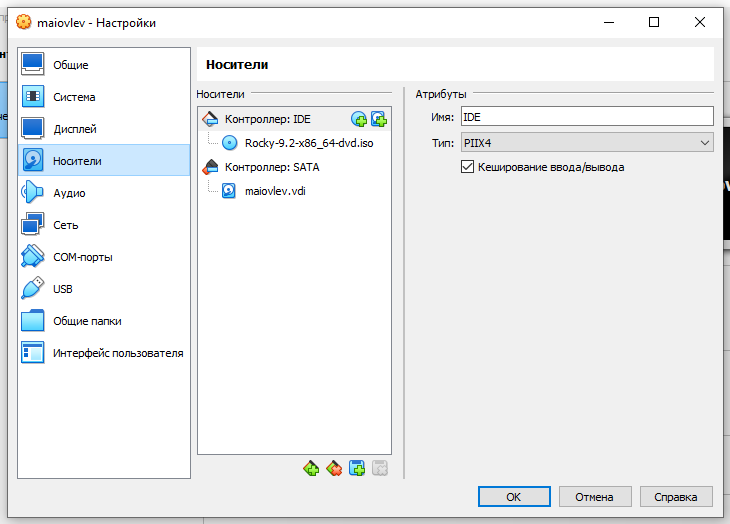 maiovlev - Настройки
Общие
Система
Дисплей
Носители
Аудио
Сеть
COM-порты
USB
Общие папки
Интерфейс пользователя
Носители
Носители
Контроллер: IDE
Rocky-9.2-x86_64-dvd.iso
Контроллер: SATA
maiovlev.vdi
Атрибуты
Имя: IDE
Тип: PIIX4
Кеширование ввода/вывода
OK Отмена Справка